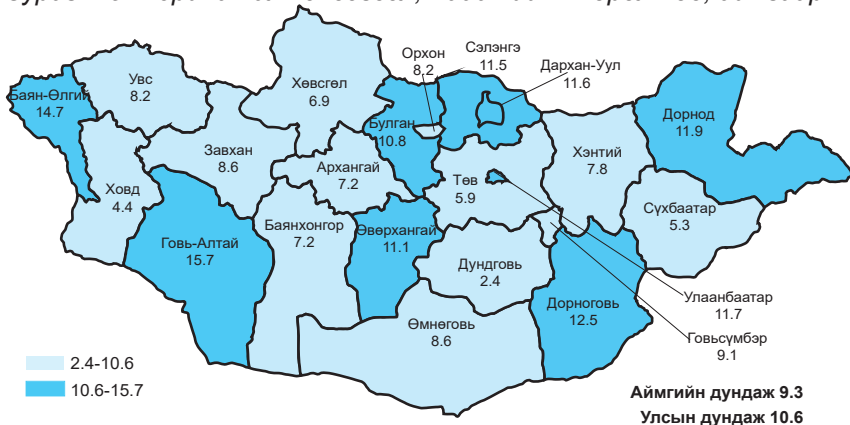 Орхон
8.2
Сэлэнгэ
11.5
Дархан-Уул
11.6
Увс
8.2
Хөвсгөл
6.9
Баян-Өлгий
14.7
Дорнод
11.9
Булган
10.8
Завхан
8.6
Хэнтий
7.8
Архангай
7.2
Төв
5.9
Ховд
4.4
Сүхбаатар
5.3
Баянхонгор
7.2
Өвөрхангай
11.1
Говь-Алтай
15.7
Дундговь
2.4
Улаанбаатар
11.7
Дорноговь
12.5
Өмнөговь
8.6
Говьсүмбэр
9.1
2.4-10.6
10.6-15.7
Аймгийн дундаж 9.3
Улсын дундаж 10.6